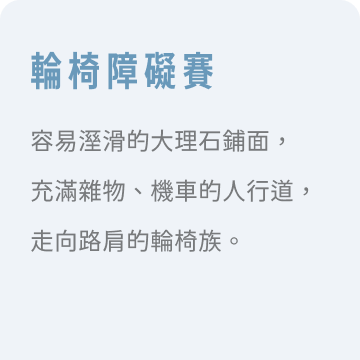 輪椅障礙賽
容易溼滑的大理石鋪面，
充滿雜物、機車的人行道，
走向路肩的輪椅族。